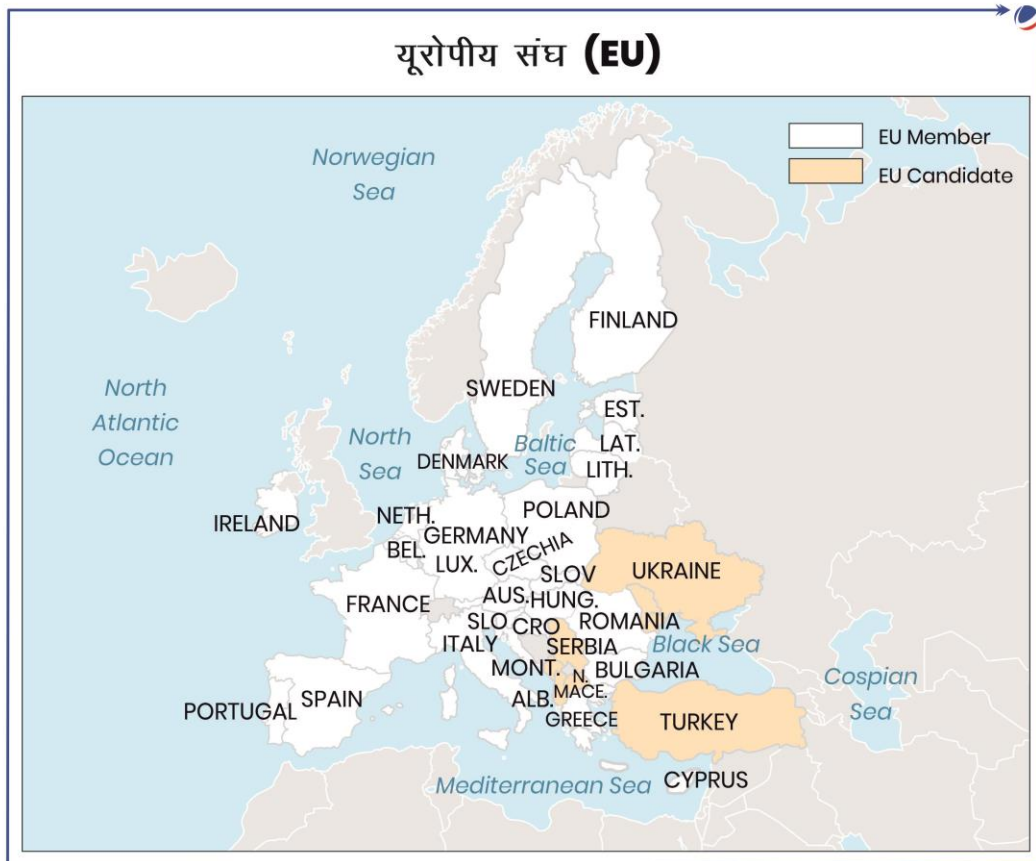 यूरोपीय संघ (EU)
EU Member
EU Candidate
Norwegian
Sea
FINLAND
North
Atlantic
Ocean
SWEDEN
EST.
North
Sea
Baltic
Sea
LAT.
DENMARK
LITH.
IRELAND
NETH.
POLAND
GERMANY
BEL.
LUX.
CZECHIA
SLOV
UKRAINE
AUS.
HUNG.
FRANCE
SLO
CRO
ROMANIA
ITALY
SERBIA
Black Sea
MONT.
N.
MACE.
BULGARIA
Cospian
Sea
SPAIN
PORTUGAL
ALB.
GREECE
TURKEY
Mediterranean Sea
CYPRUS